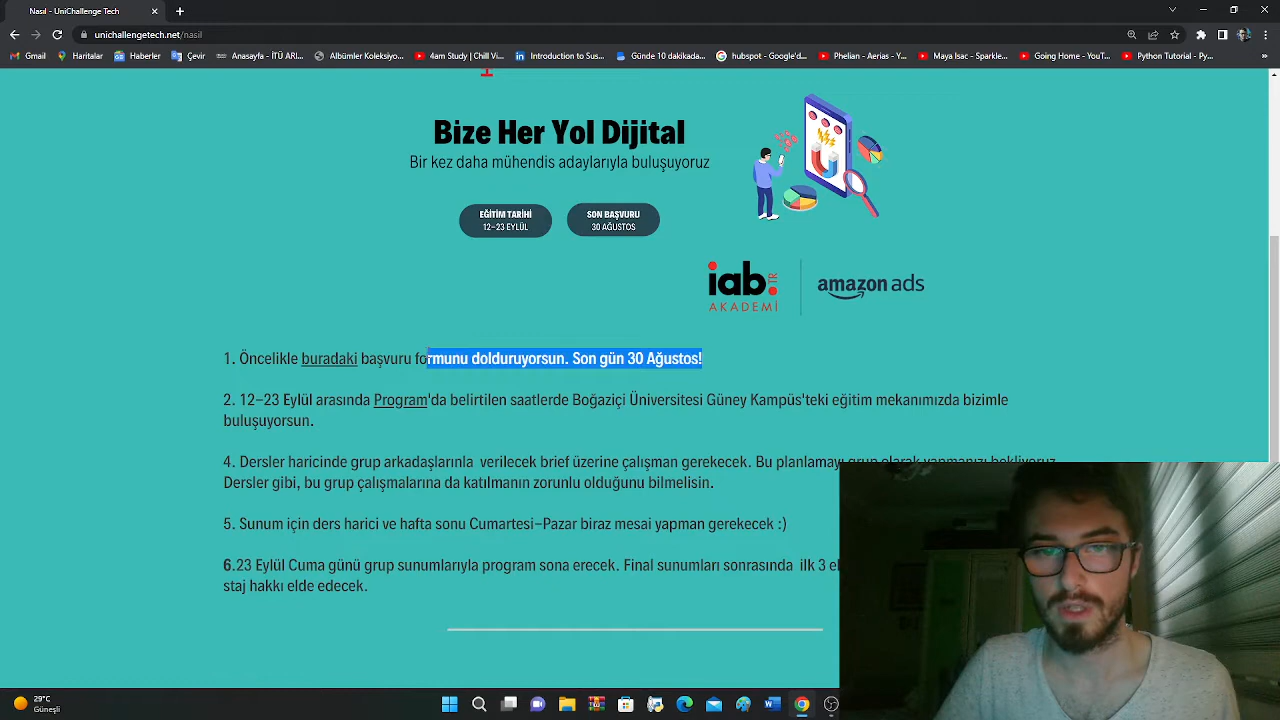 Nasıl - UniChallenge Tech
unichallengetech.net/nasil
Gmail
Haritalar
Haberler
Çeviri
Anasayfa - İTÜ ARI...
Albümler Koleksiyo...
4am Study | Chill Vi...
Introduction to Sus...
Günde 10 dakikada...
hubspot - Google'd...
Phelian - Aerias - Y...
Maya Isac - Sparkle...
Going Home - YouT...
Python Tutorial - Py...
Bize Her Yol Dijital
Bir kez daha mühendis adaylarıyla buluşuyoruz
EĞİTİM TARİHİ
12-23 EYLÜL
SON BAŞVURU
30 AĞUSTOS
iab:TR
AKADEMİ
amazon ads
1. Öncelikle buradaki başvuru formunu dolduruyorsun. Son gün 30 Ağustos!
2. 12-23 Eylül arasında Program'da belirtilen saatlerde Boğaziçi Üniversitesi Güney Kampüs'teki eğitim mekanımızda bizimle
buluşuyorsun.
4. Dersler haricinde grup arkadaşlarınla verilecek brief üzerine çalışman gerekecek. Bu planlamayı grup olarak yapmanızı bekliyoruz.
Dersler gibi, bu grup çalışmalarına da katılmanın zorunlu olduğunu bilmelisin.
5. Sunum için ders harici ve hafta sonu Cumartesi-Pazar biraz mesai yapman gerekecek :)
6.23 Eylül Cuma günü grup sunumlarıyla program sona erecek. Final sunumları sonrasında ilk 3
staj hakkı elde edecek.
29°C
Güneşli